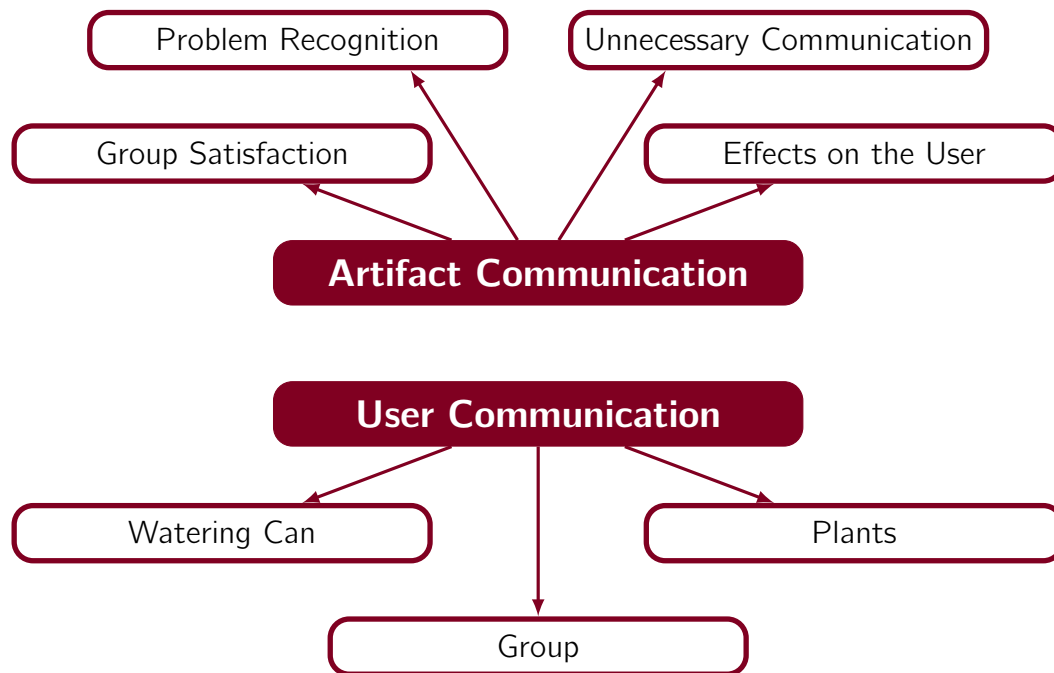 Problem Recognition
Unnecessary Communication
Group Satisfaction
Effects on the User
Artifact Communication
User Communication
Watering Can
Plants
Group